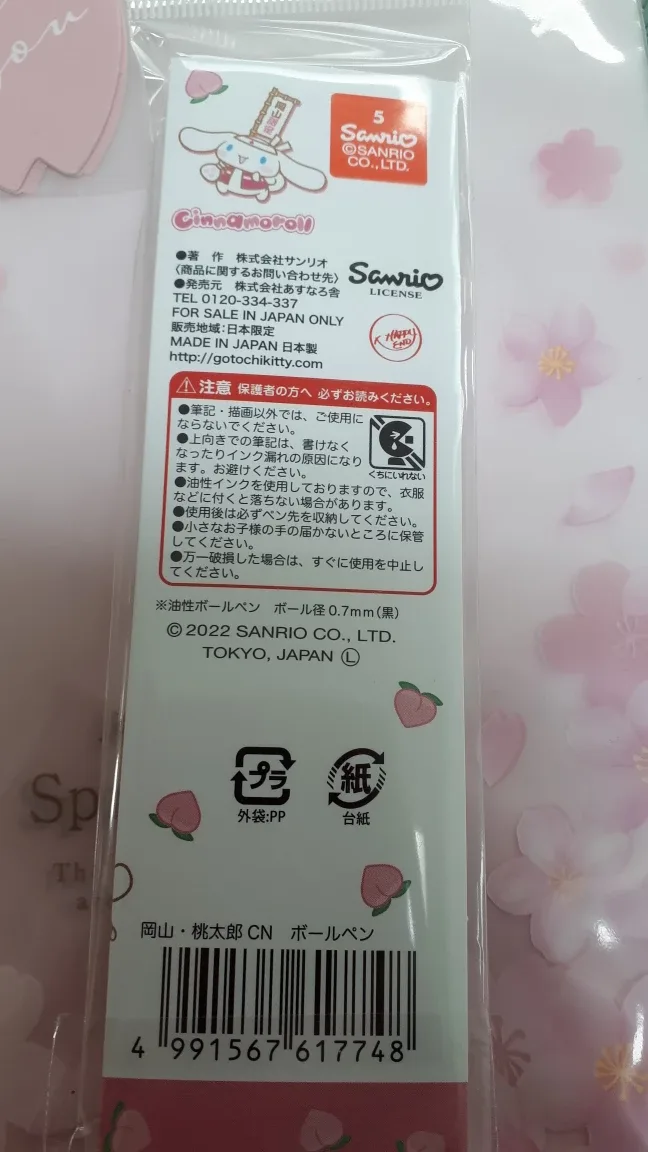 you
岡山限定
5
Sanrio
©SANRIO
CO.,LTD.
Cinnamoroll
●著 作 株式会社サンリオ
〈商品に関するお問い合わせ先〉
●発売元 株式会社あすなろ舎
TEL 0120-334-337
FOR SALE IN JAPAN ONLY
販売地域:日本限定
MADE IN JAPAN 日本製
http://gotochikitty.com
Sanrio
LICENSE
HAPPY
END
注意 保護者の方へ 必ずお読みください。
●筆記・描画以外では、ご使用に
ならないでください。
●上向きでの筆記は、書けなく
なったりインク漏れの原因になり
ます。お避けください。
くちにいれない
●油性インクを使用しておりますので、衣服
などに付くと落ちない場合があります。
●使用後は必ずペン先を収納してください。
●小さなお子様の手の届かないところに保管
してください。
●万一破損した場合は、すぐに使用を中止し
てください。
※油性ボールペン ボール径0.7mm(黒)
©2022 SANRIO CO., LTD.
TOKYO, JAPAN Ⓛ
プラ
外袋:PP
紙
台紙
Sp
Th
a
岡山・桃太郎CN ボールペン
4 991567 617748